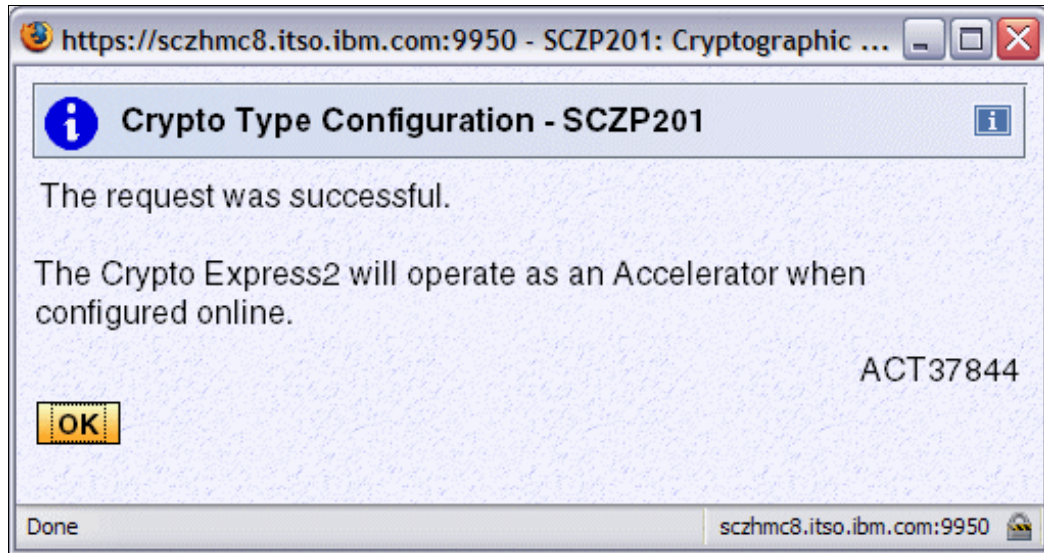 https://sczhmc8.itso.ibm.com:9950 - SCZP201: Cryptographic ...
Crypto Type Configuration - SCZP201
The request was successful.
The Crypto Express2 will operate as an Accelerator when
configured online.
ACT37844
OK
Done
sczhmc8.itso.ibm.com:9950